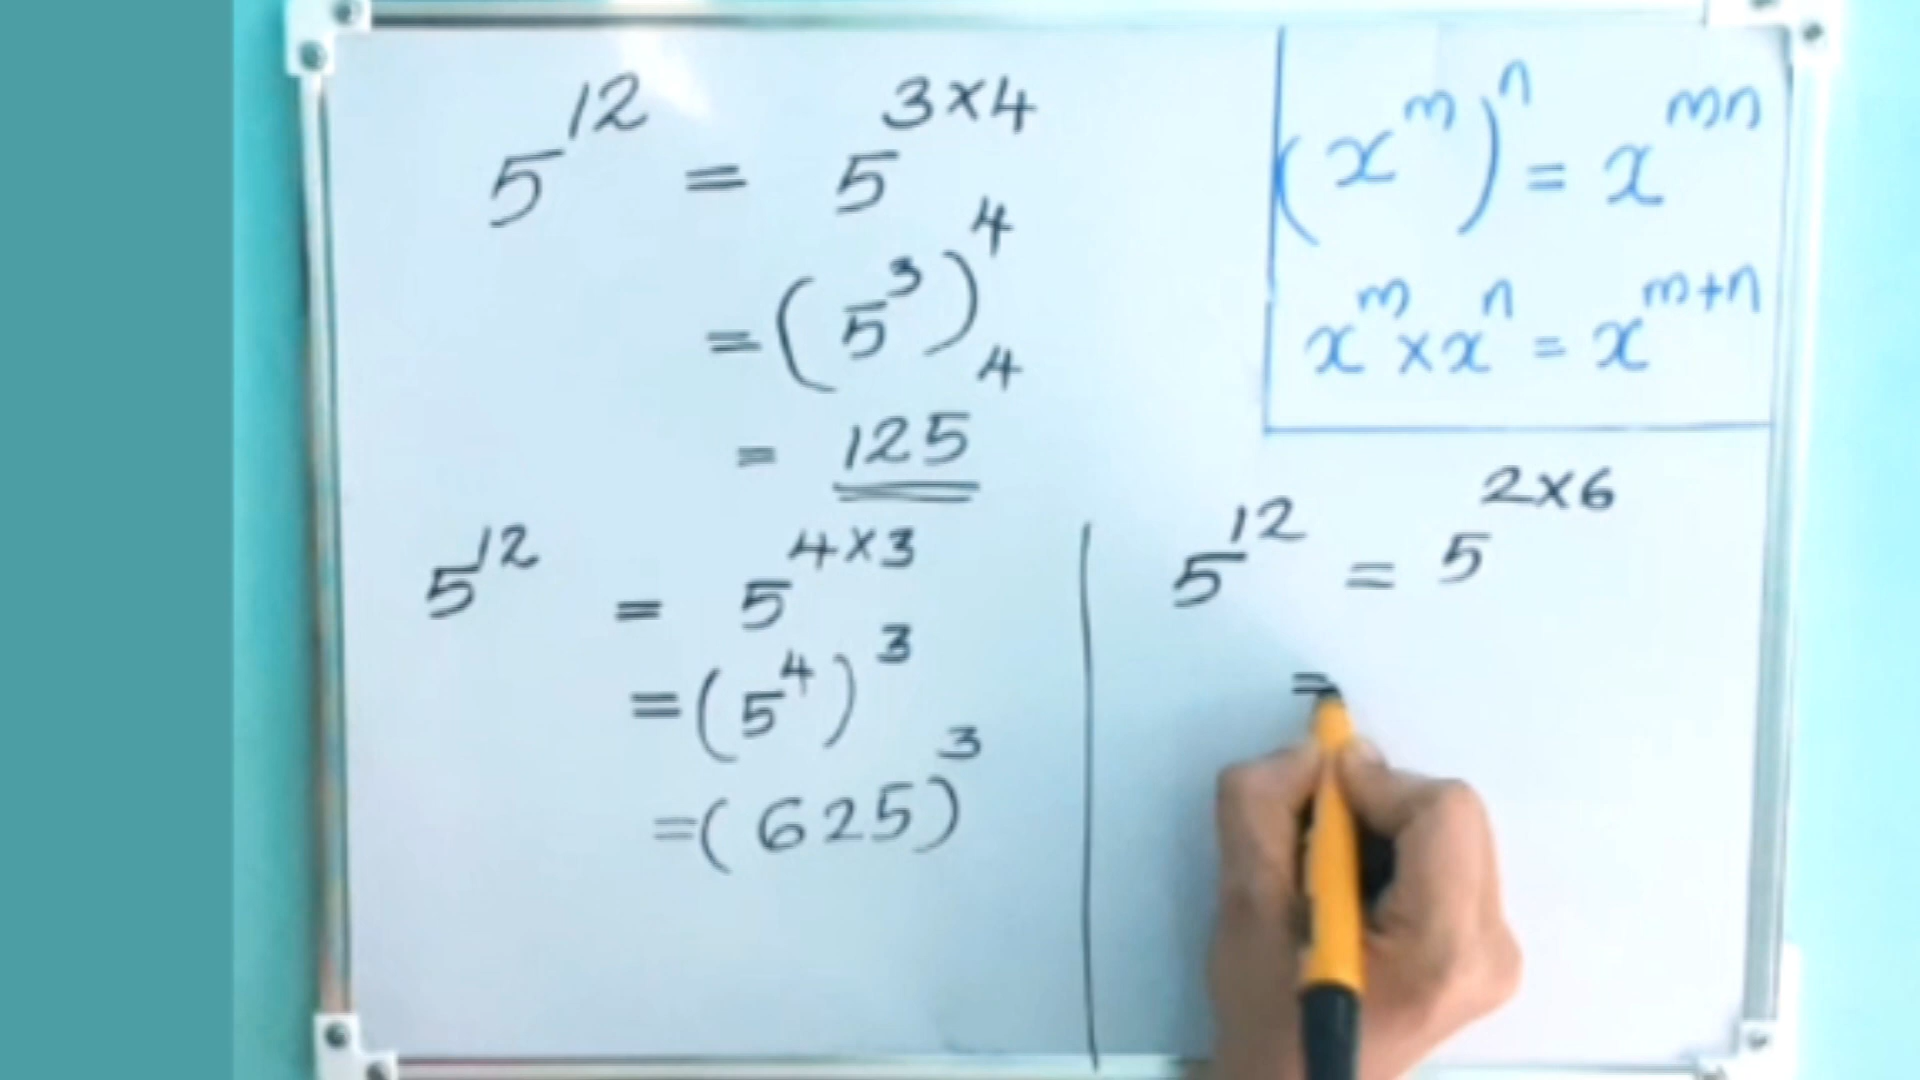 5^12 = 5^3×4
= (5^3)^4
= 125^4
5^12 = 5^4×3
= (5^4)^3
= (625)^3
(x^m)^n = x^mn
x^m × x^n = x^m+n
5^12 = 5^2×6
=